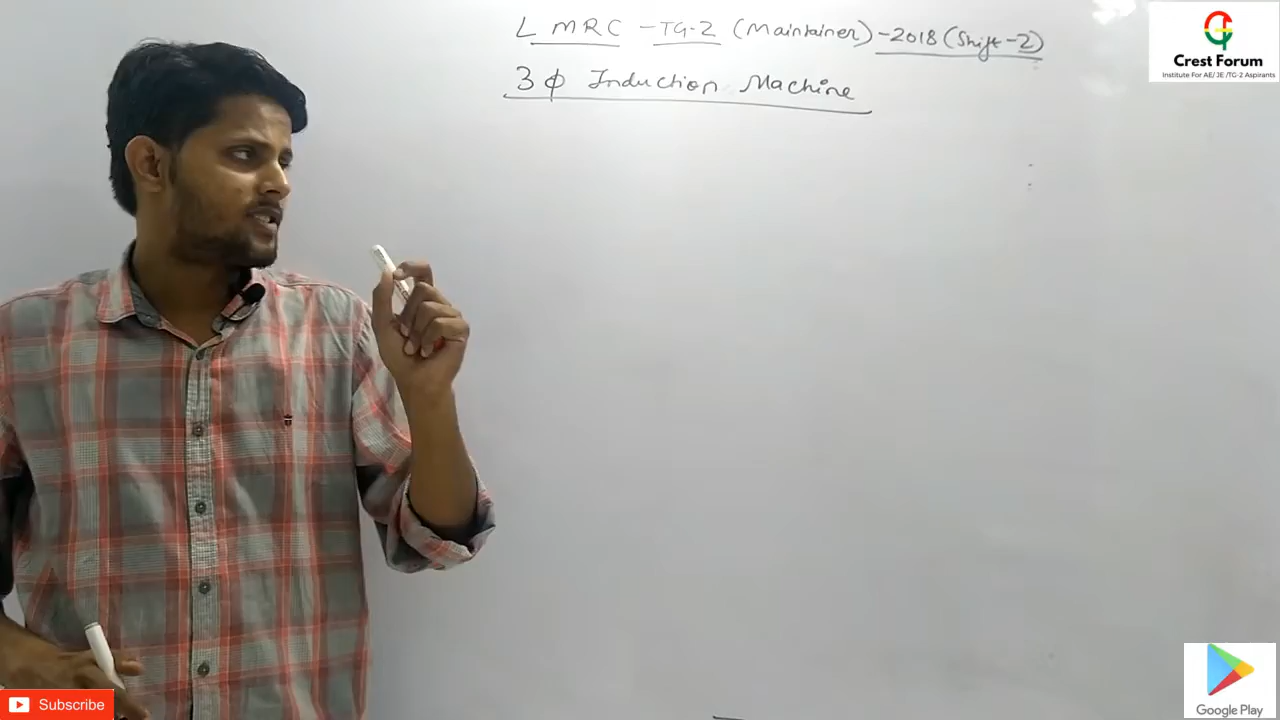 LMRC - TG-2 (Maintainer) - 2018 (Shift-2)
3ϕ Induction Machine
Crest Forum
Institute For AE/ JE /TG-2 Aspirants
Subscribe
Google Play